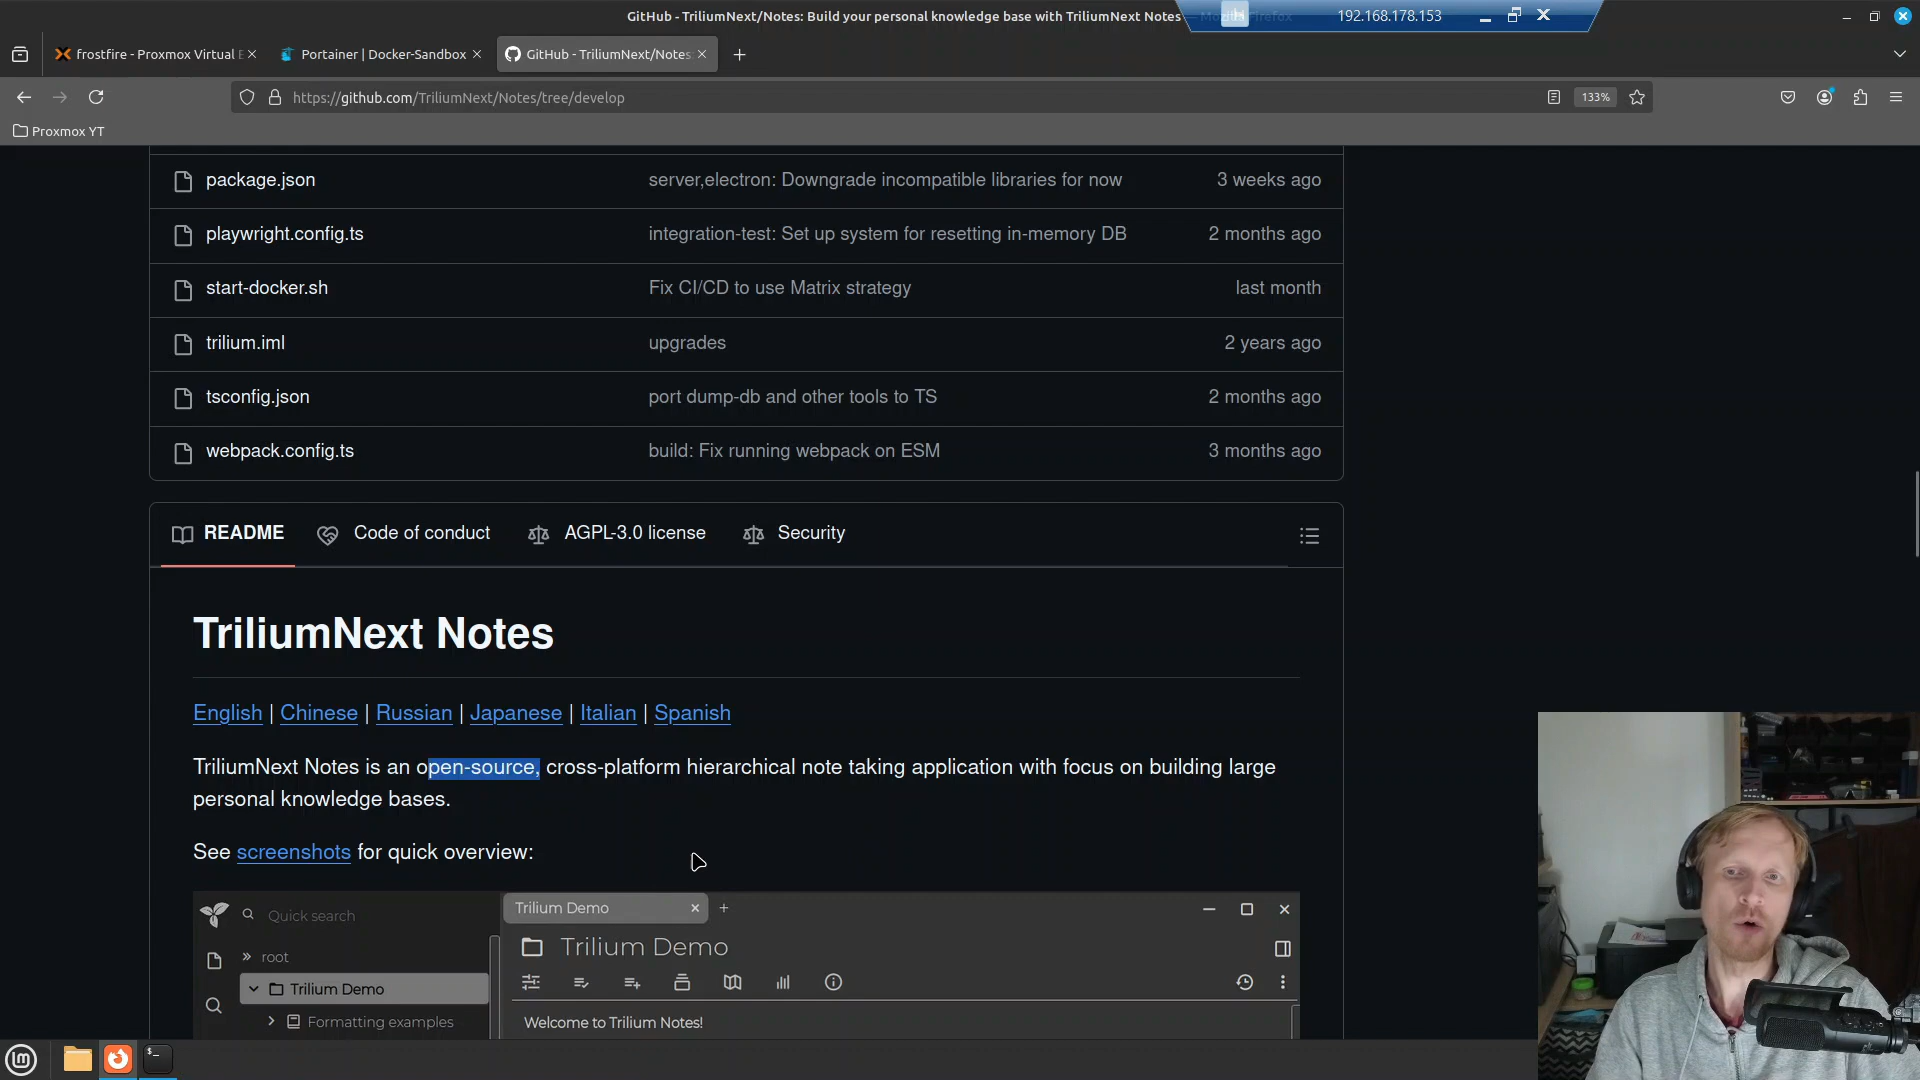 GitHub - TriliumNext/Notes: Build your personal knowledge base with TriliumNext Notes — Mozilla Firefox
192.168.178.153
frostfire - Proxmox Virtual E
Portainer | Docker-Sandbox
GitHub - TriliumNext/Notes:
https://github.com/TriliumNext/Notes/tree/develop
133%
Proxmox YT
package.json server,electron: Downgrade incompatible libraries for now 3 weeks ago
playwright.config.ts integration-test: Set up system for resetting in-memory DB 2 months ago
start-docker.sh Fix CI/CD to use Matrix strategy last month
trilium.iml upgrades 2 years ago
tsconfig.json port dump-db and other tools to TS 2 months ago
webpack.config.ts build: Fix running webpack on ESM 3 months ago
README Code of conduct AGPL-3.0 license Security
TriliumNext Notes
English | Chinese | Russian | Japanese | Italian | Spanish
TriliumNext Notes is an open-source, cross-platform hierarchical note taking application with focus on building large
personal knowledge bases.
See screenshots for quick overview:
Quick search
Trilium Demo
Trilium Demo
root
Trilium Demo
Formatting examples
Welcome to Trilium Notes!